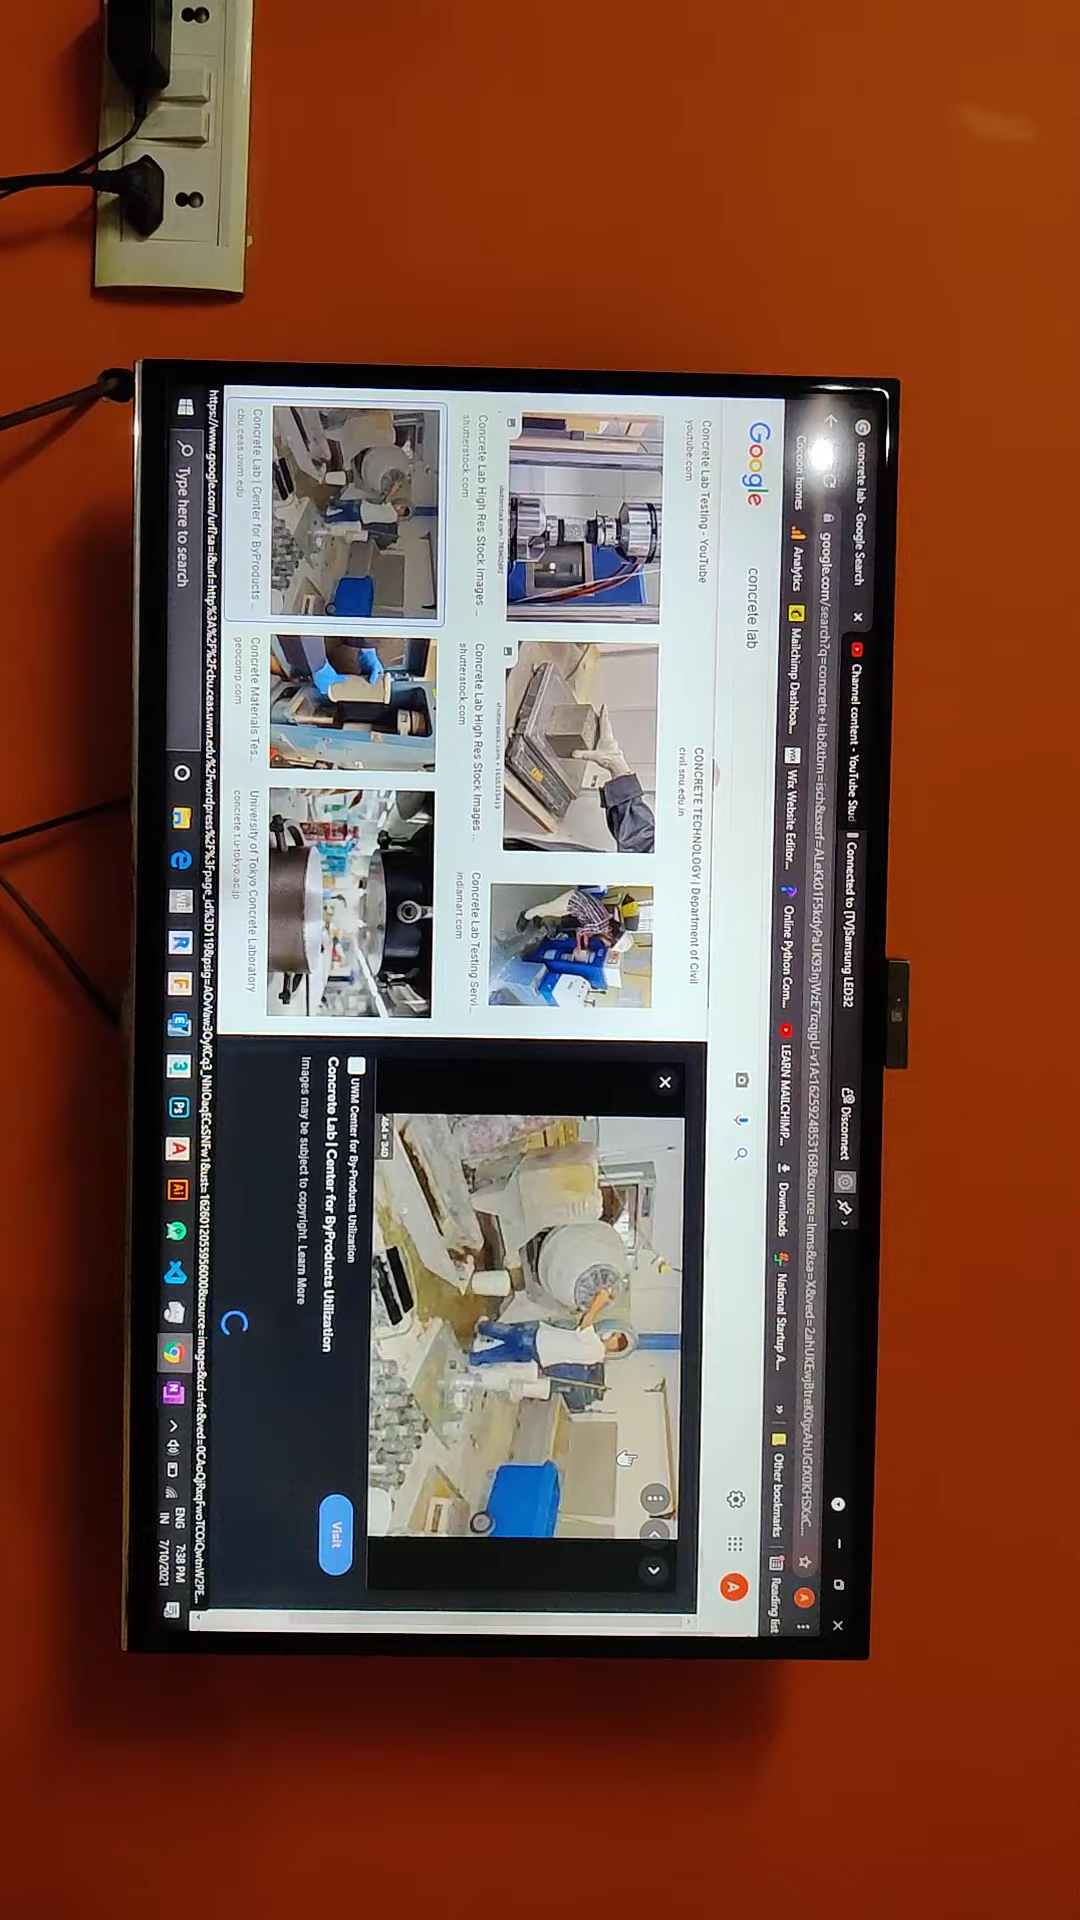 concrete lab - Google Search
Channel content - YouTube Stud
Connected to [TV]Samsung LED32
Disconnect
Cocoon homes
Analytics
Mailchimp Dashboa...
Wix Website Editor...
Online Python Com...
LEARN MAILCHIMP...
Downloads
National Startup A...
»
Other bookmarks
Reading list
Google
concrete lab
A
A
Concrete Lab Testing - YouTube
youtube.com
CONCRETE TECHNOLOGY | Department of Civil
civil.snu.edu.in
Concrete Lab High Res Stock Images ...
shutterstock.com
Concrete Lab High Res Stock Images ...
shutterstock.com
Concrete Lab Testing Servi...
indiamart.com
Concrete Lab | Center for ByProducts ...
cbu.ceas.uwm.edu
Concrete Materials Tes...
geocomp.com
University of Tokyo Concrete Laboratory
concrete.t.u-tokyo.ac.jp
464 × 340
UWM Center for By-Products Utilization
Concrete Lab | Center for ByProducts Utilization
Images may be subject to copyright. Learn More
Visit
Type here to search
Ps
A
Ai
N
ENG
IN
7:38 PM
7/10/2021